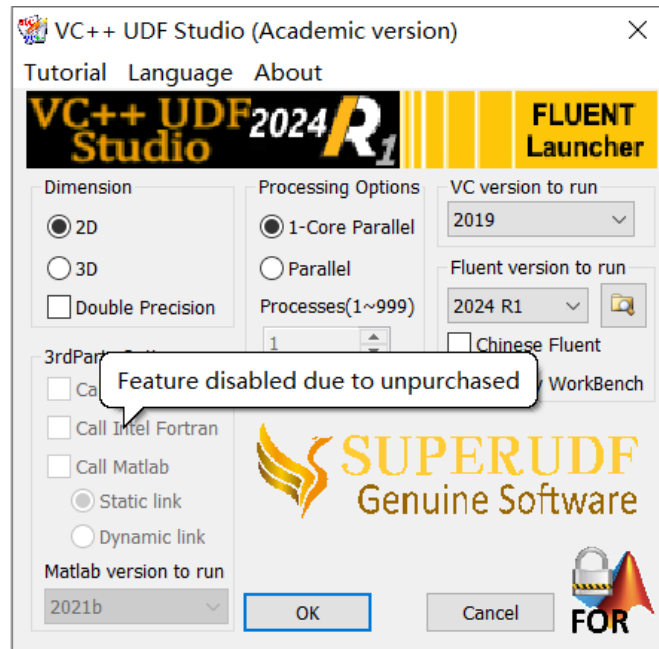 VC++ UDF Studio (Academic version)
Tutorial Language About
VC++ UDF
Studio
2024
R1
FLUENT
Launcher
Dimension
2D
3D
Double Precision
Processing Options
1-Core Parallel
Parallel
Processes(1~999)
1
VC version to run
2019
Fluent version to run
2024 R1
Chinese Fluent
WorkBench
Feature disabled due to unpurchased
Call Intel Fortran
Call Matlab
Static link
Dynamic link
Matlab version to run
2021b
SUPERUDF
Genuine Software
OK
Cancel
FOR